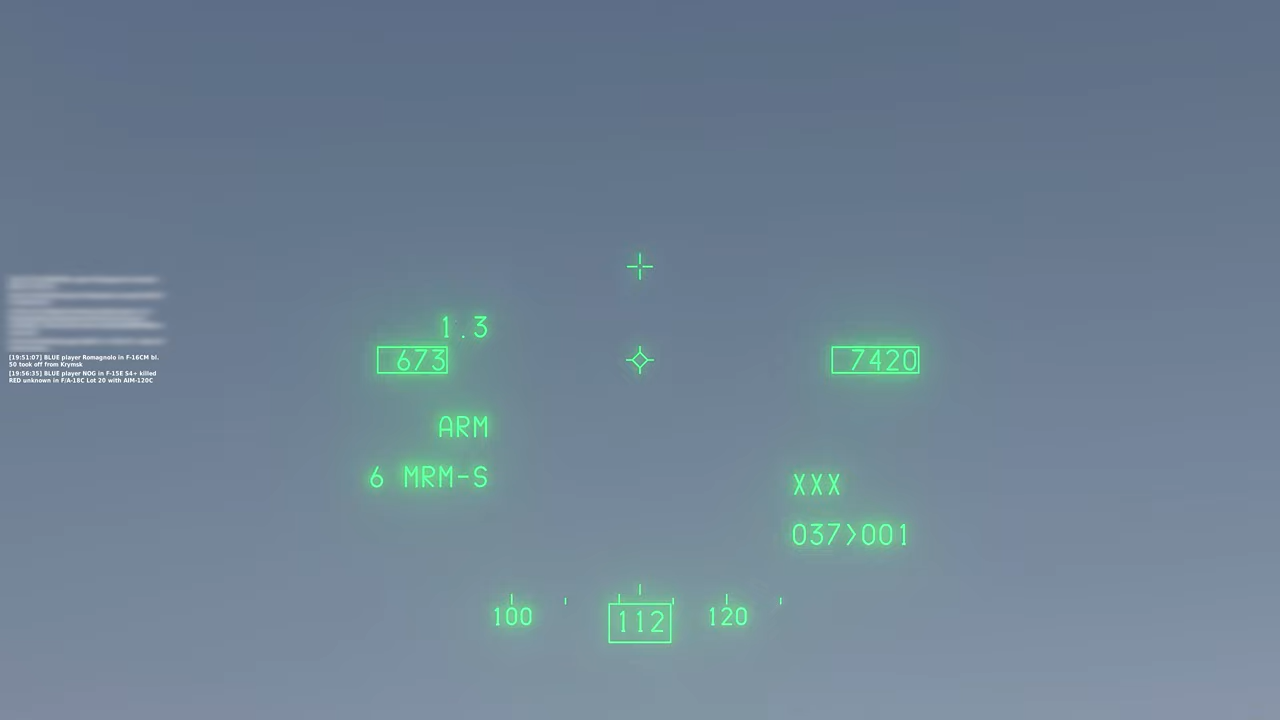 1.3
673
7420
[19:51:07] BLUE player Romagnolo in F-16CM bl.
50 took off from Krymsk
[19:56:35] BLUE player NOG in F-15E S4+ killed
RED unknown in F/A-18C Lot 20 with AIM-120C
ARM
6 MRM-S
XXX
037>001
100
112
120